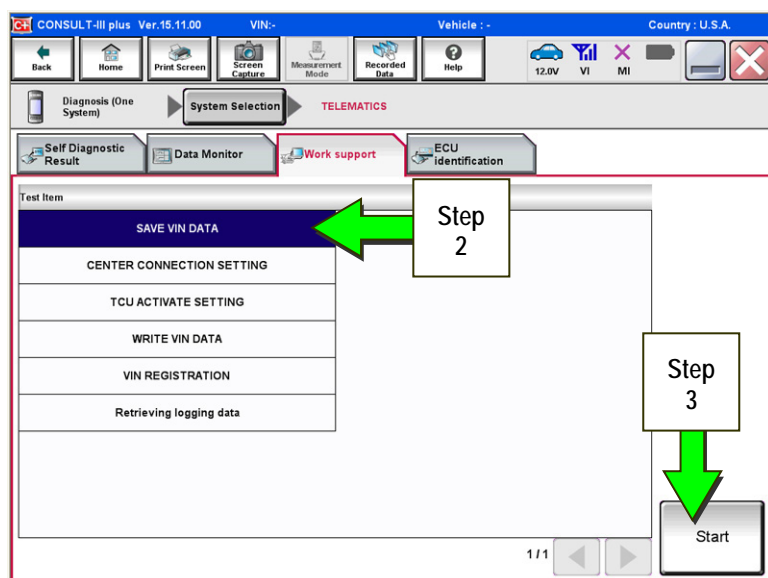 C+ CONSULT-III plus Ver.15.11.00 VIN:- Vehicle : - Country : U.S.A.
Back
Home
Print Screen
Screen
Capture
Measurement
Mode
Recorded
Data
Help
12.0V
VI
MI
Diagnosis (One
System)
System Selection
TELEMATICS
Self Diagnostic
Result
Data Monitor
Work support
ECU
identification
Test Item
SAVE VIN DATA
Step
2
CENTER CONNECTION SETTING
TCU ACTIVATE SETTING
WRITE VIN DATA
VIN REGISTRATION
Retrieving logging data
Step
3
Start
1/1